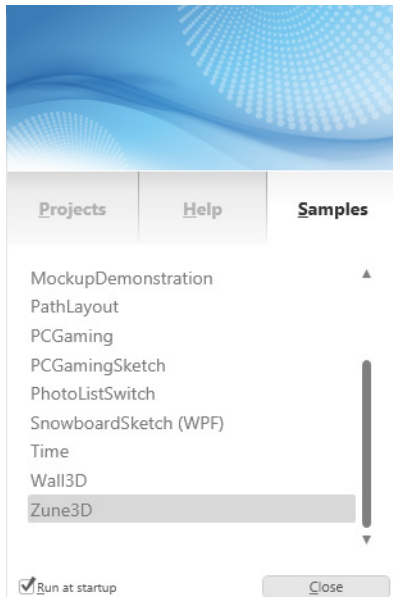 Projects Help Samples
MockupDemonstration
PathLayout
PCGaming
PCGamingSketch
PhotoListSwitch
SnowboardSketch (WPF)
Time
Wall3D
Zune3D
Run at startup Close